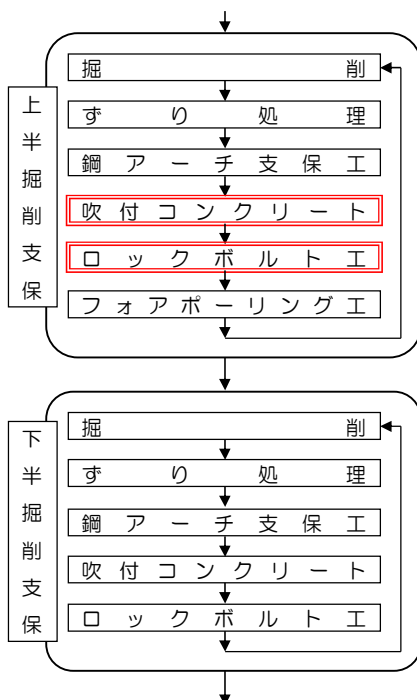 上半掘削支保
掘削
ずり処理
鋼アーチ支保工
吹付コンクリート
ロックボルト工
フォアポーリング工
下半掘削支保
掘削
ずり処理
鋼アーチ支保工
吹付コンクリート
ロックボルト工